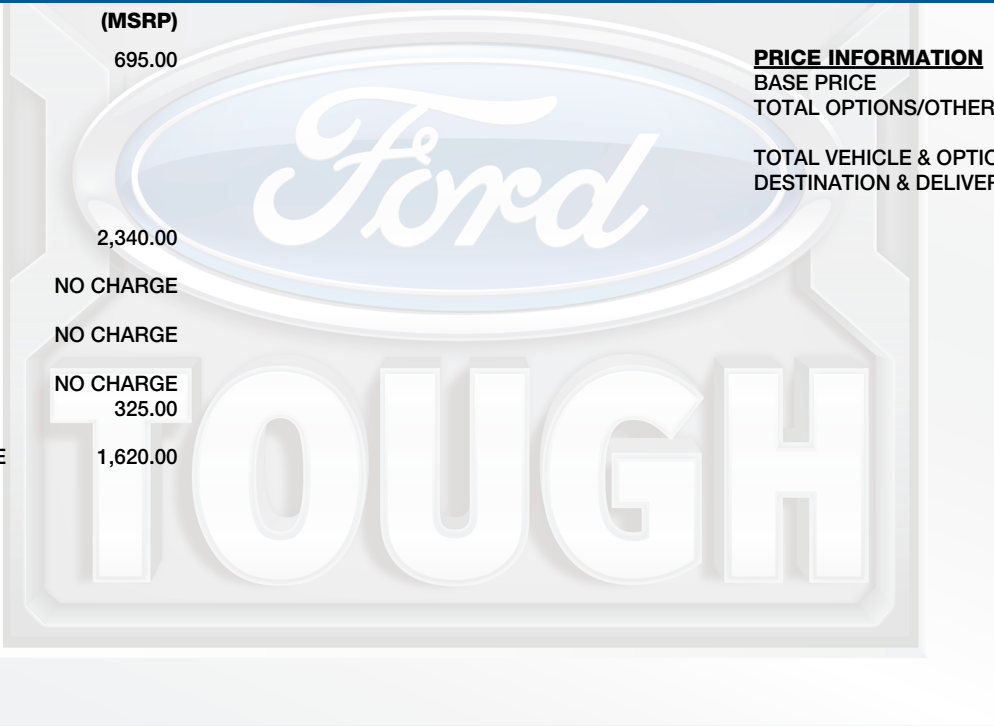 (MSRP)
695.00
2,340.00
NO CHARGE
NO CHARGE
NO CHARGE
325.00
E 1,620.00
PRICE INFORMATION
BASE PRICE
TOTAL OPTIONS/OTHER
TOTAL VEHICLE & OPTIO
DESTINATION & DELIVER
Ford
TOUGH